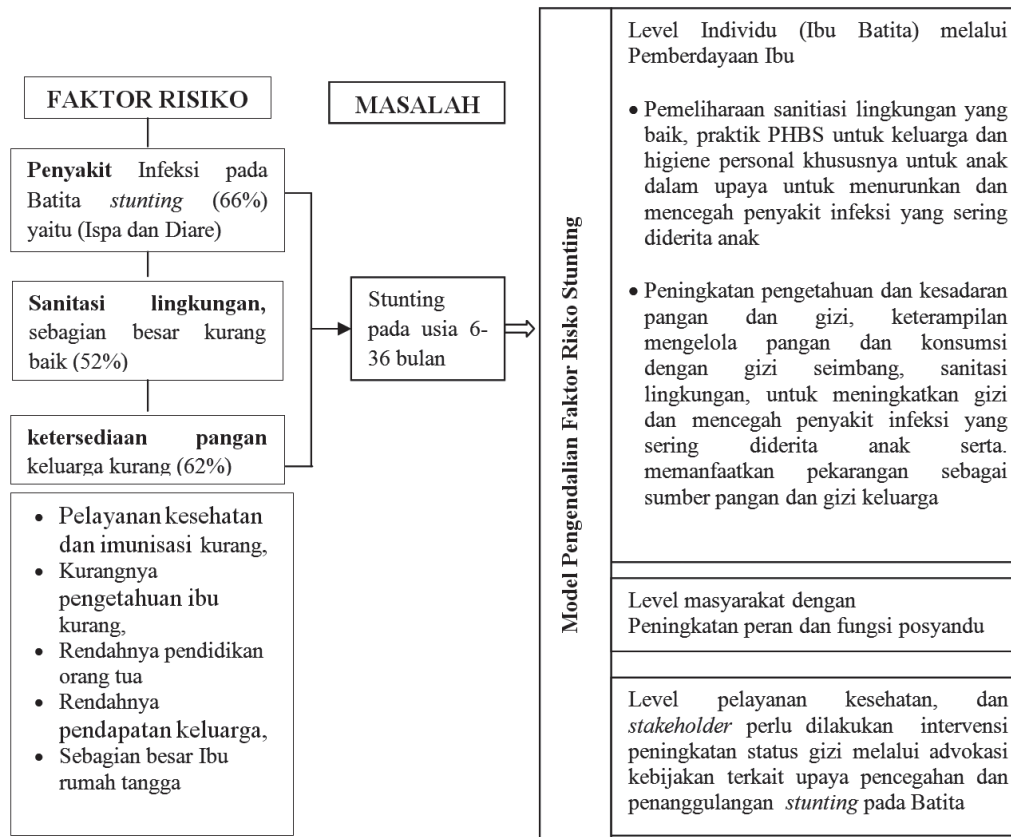 FAKTOR RISIKO
Penyakit Infeksi pada
Batita stunting (66%)
yaitu (Ispa dan Diare)
Sanitasi lingkungan,
sebagian besar kurang
baik (52%)
ketersediaan pangan
keluarga kurang (62%)
• Pelayanan kesehatan
dan imunisasi kurang,
• Kurangnya
pengetahuan ibu
kurang,
• Rendahnya pendidikan
orang tua
• Rendahnya
pendapatan keluarga,
• Sebagian besar Ibu
rumah tangga
MASALAH
Stunting
pada usia 6-
36 bulan
Model Pengendalian Faktor Risko Stunting
Level Individu (Ibu Batita) melalui
Pemberdayaan Ibu
• Pemeliharaan sanitiasi lingkungan yang
baik, praktik PHBS untuk keluarga dan
higiene personal khususnya untuk anak
dalam upaya untuk menurunkan dan
mencegah penyakit infeksi yang sering
diderita anak
• Peningkatan pengetahuan dan kesadaran
pangan dan gizi, keterampilan
mengelola pangan dan konsumsi
dengan gizi seimbang, sanitasi
lingkungan, untuk meningkatkan gizi
dan mencegah penyakit infeksi yang
sering diderita anak serta.
memanfaatkan pekarangan sebagai
sumber pangan dan gizi keluarga
Level masyarakat dengan
Peningkatan peran dan fungsi posyandu
Level pelayanan kesehatan, dan
stakeholder perlu dilakukan intervensi
peningkatan status gizi melalui advokasi
kebijakan terkait upaya pencegahan dan
penanggulangan stunting pada Batita